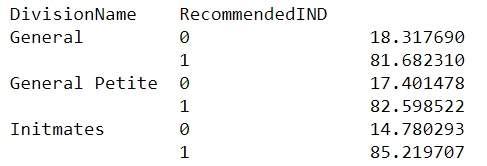 DivisionName RecommendedIND
General 0 18.317690
1 81.682310
General Petite 0 17.401478
1 82.598522
Initmates 0 14.780293
1 85.219707